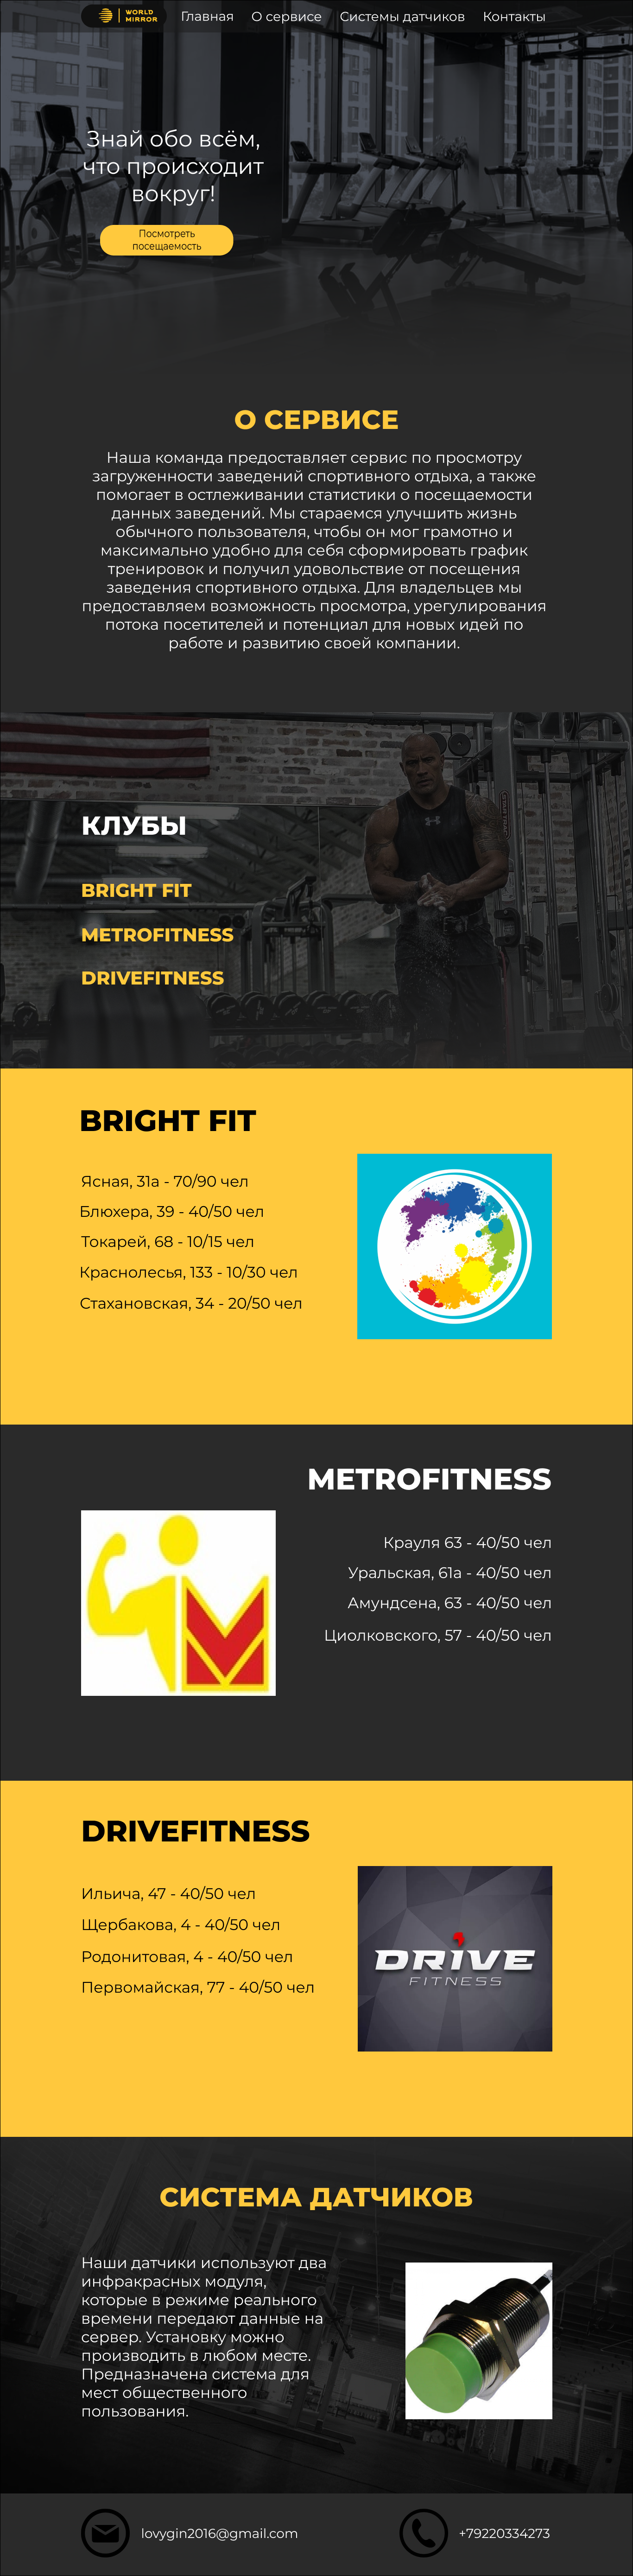 WORLD
MIRROR
Главная О сервисе Системы датчиков Контакты
Знай обо всём,
что происходит
вокруг!
Посмотреть
посещаемость
О СЕРВИСЕ
Наша команда предоставляет сервис по просмотру
загруженности заведений спортивного отдыха, а также
помогает в остлеживании статистики о посещаемости
данных заведений. Мы стараемся улучшить жизнь
обычного пользователя, чтобы он мог грамотно и
максимально удобно для себя сформировать график
тренировок и получил удовольствие от посещения
заведения спортивного отдыха. Для владельцев мы
предоставляем возможность просмотра, урегулирования
потока посетителей и потенциал для новых идей по
работе и развитию своей компании.
КЛУБЫ
BRIGHT FIT
METROFITNESS
DRIVEFITNESS
BRIGHT FIT
Ясная, 31а - 70/90 чел
Блюхера, 39 - 40/50 чел
Токарей, 68 - 10/15 чел
Краснолесья, 133 - 10/30 чел
Стахановская, 34 - 20/50 чел
METROFITNESS
Крауля 63 - 40/50 чел
Уральская, 61а - 40/50 чел
Амундсена, 63 - 40/50 чел
Циолковского, 57 - 40/50 чел
DRIVEFITNESS
Ильича, 47 - 40/50 чел
Щербакова, 4 - 40/50 чел
Родонитовая, 4 - 40/50 чел
Первомайская, 77 - 40/50 чел
DRIVE
FITNESS
СИСТЕМА ДАТЧИКОВ
Наши датчики используют два
инфракрасных модуля,
которые в режиме реального
времени передают данные на
сервер. Установку можно
производить в любом месте.
Предназначена система для
мест общественного
пользования.
lovygin2016@gmail.com
+79220334273